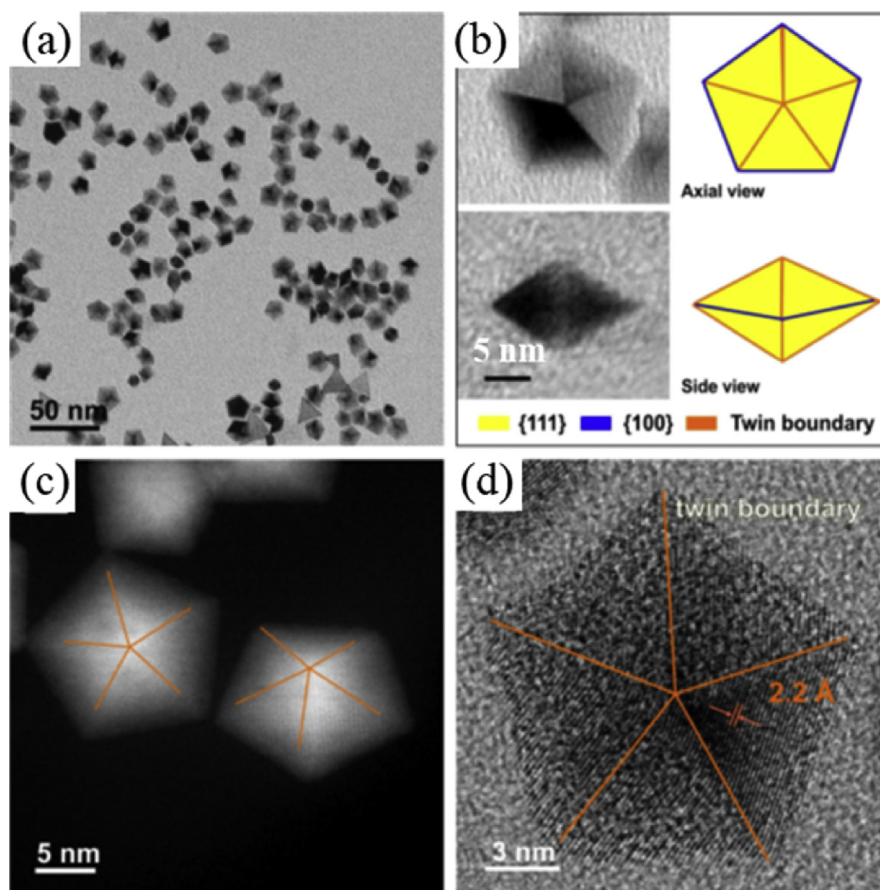 (a)
50 nm
(b)
Axial view
5 nm
Side view
{111} {100} Twin boundary
(c)
5 nm
(d)
twin boundary
2.2 Å
3 nm